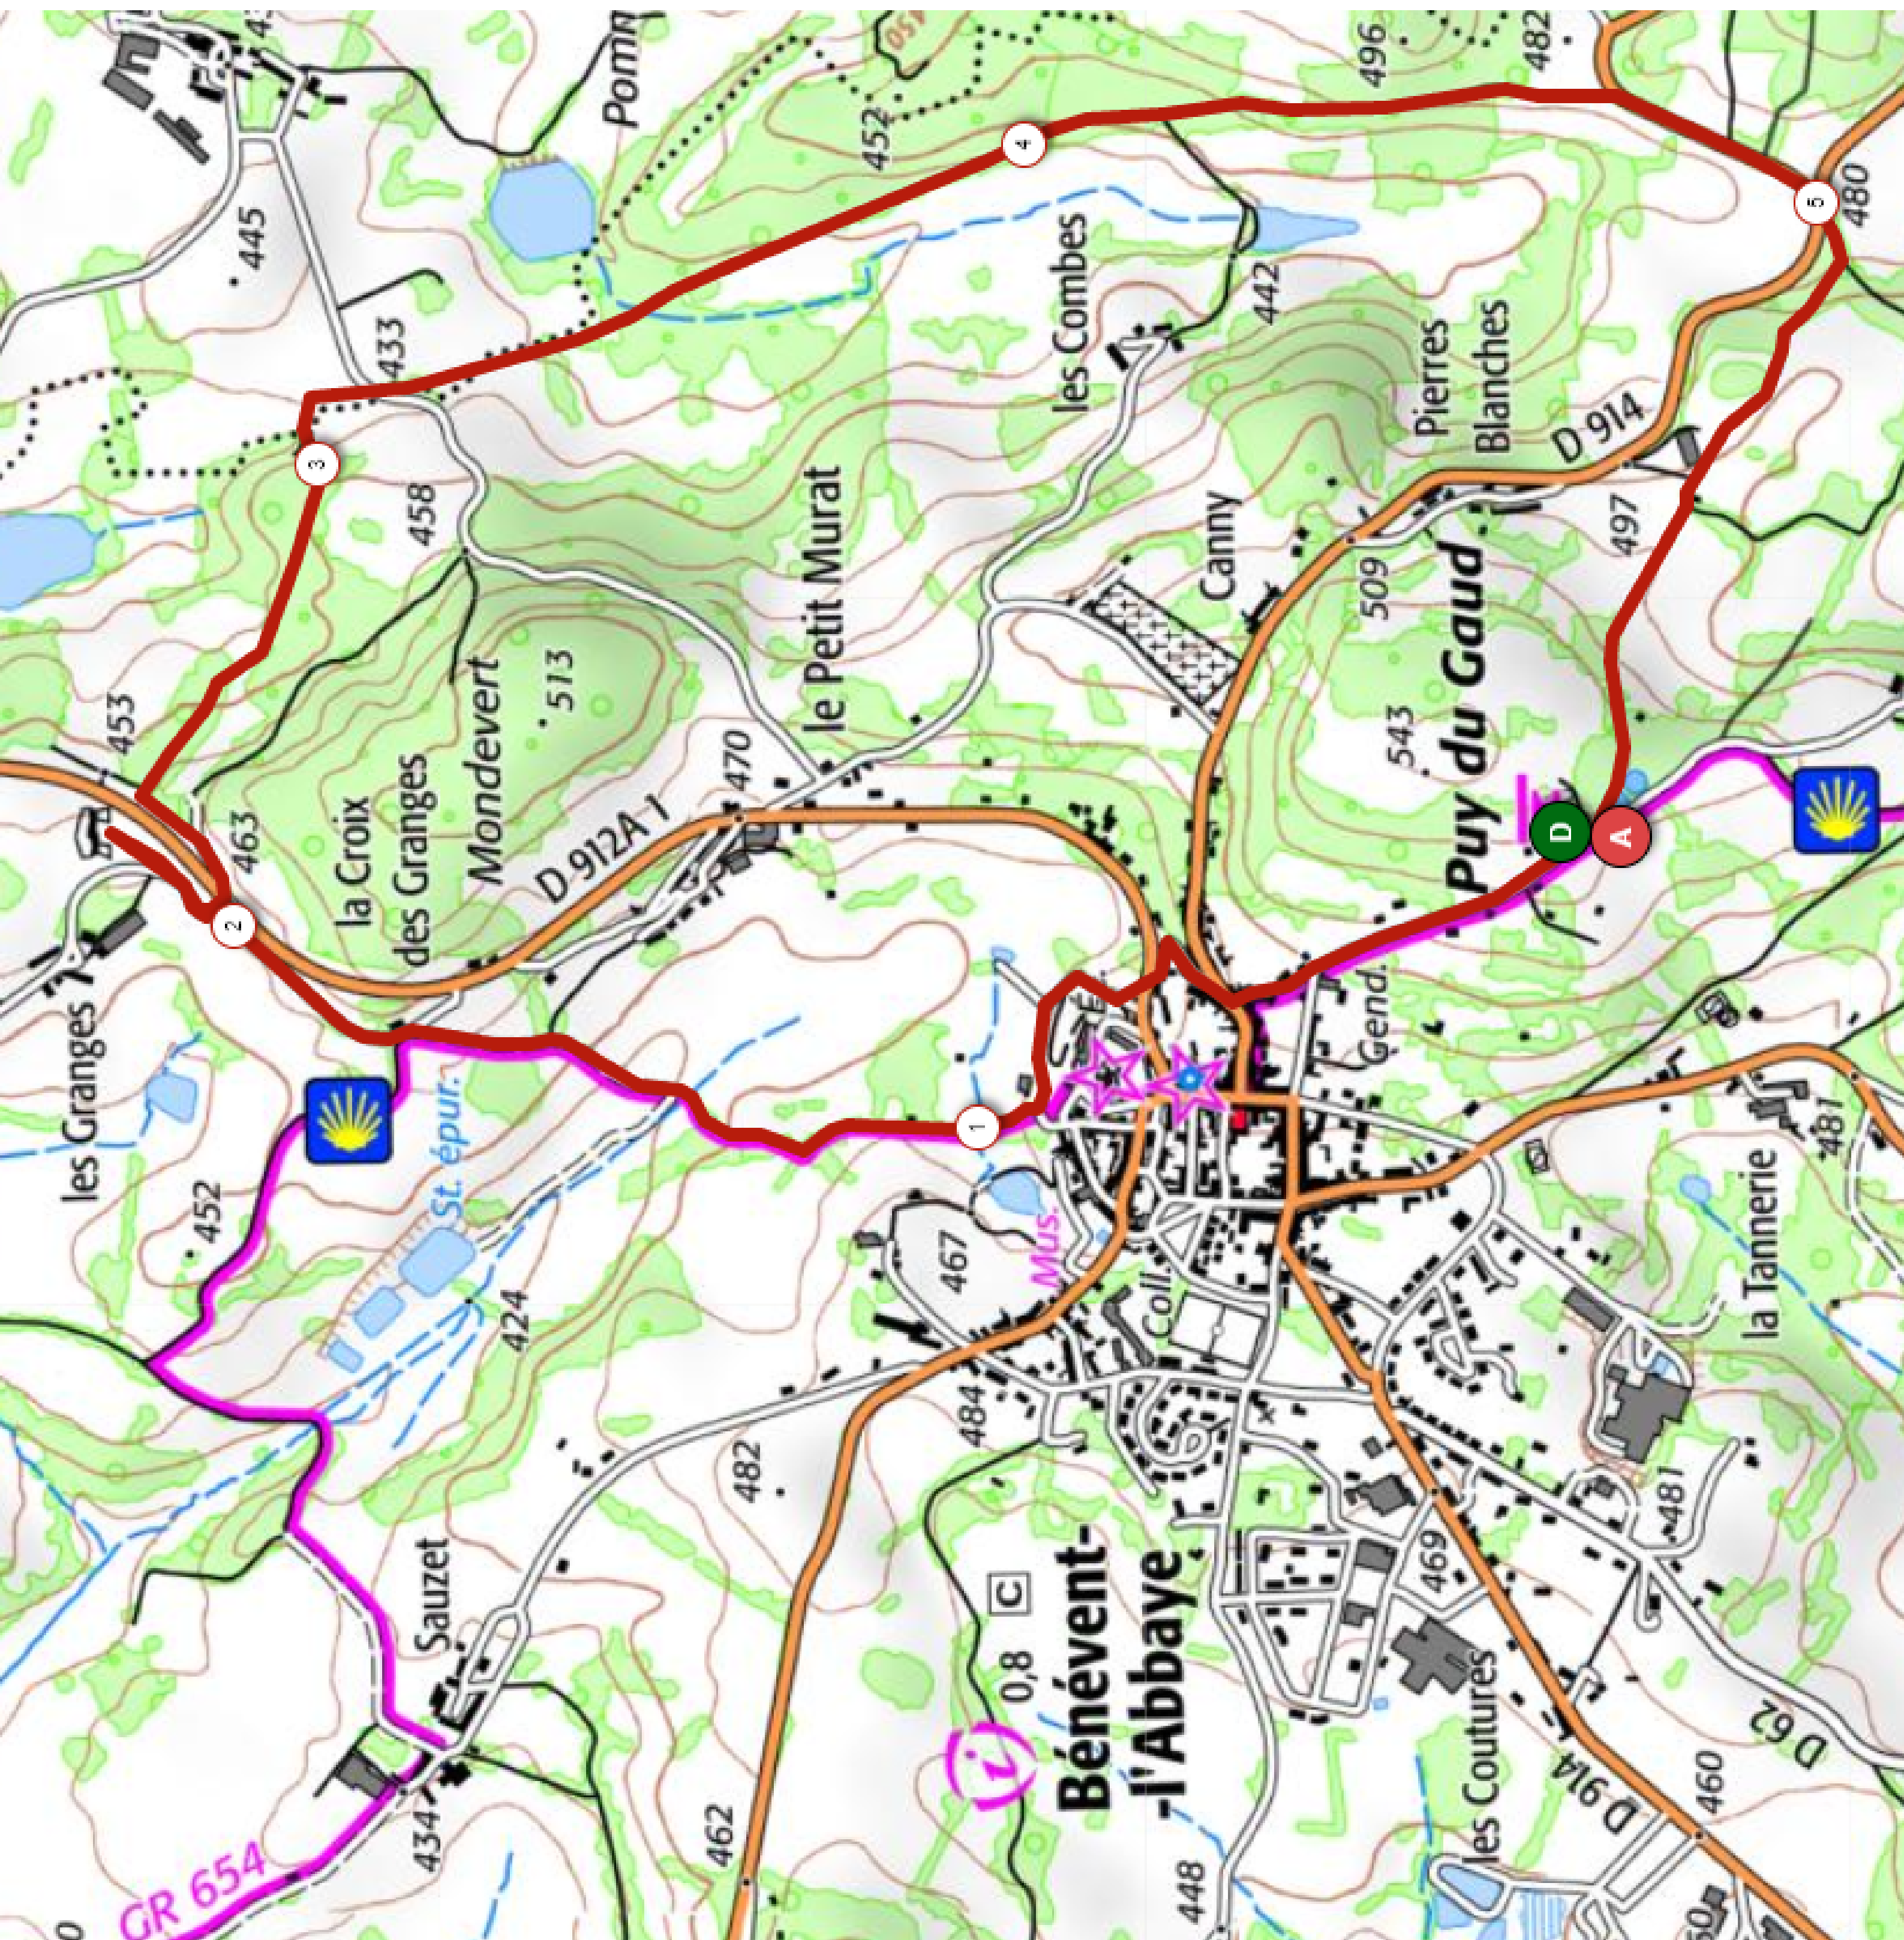 Pomm
450
496
482
452
445
433
4
480
5
les Combes
442
3
458
Pierres
Blanches
D 914
497
le Petit Murat
Canny
509
453
Mondevert
513
470
543
Puy du Gaud
463
la Croix
des Granges
D 912A 1
D
A
2
les Granges
Gend.
E.
St. épur.
1
452
467
Mus.
Coll.
424
la Tannerie
481
484
482
Sauzet
481
469
C
0,8
Bénévent-
-l'Abbaye
i
les Coutures
D 914
D 62
460
434
462
448
GR 654